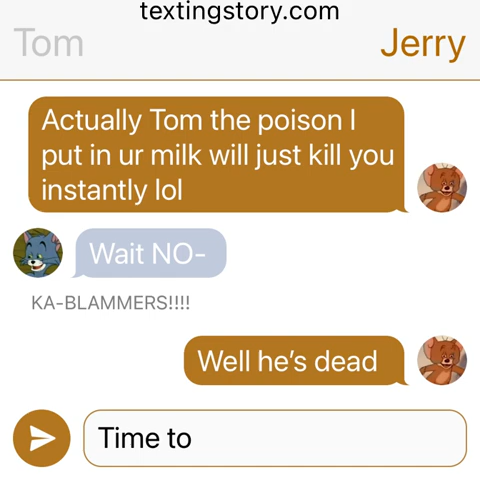 textingstory.com
Tom
Jerry
Actually Tom the poison I
put in ur milk will just kill you
instantly lol
Wait NO-
KA-BLAMMERS!!!!
Well he’s dead
Time to